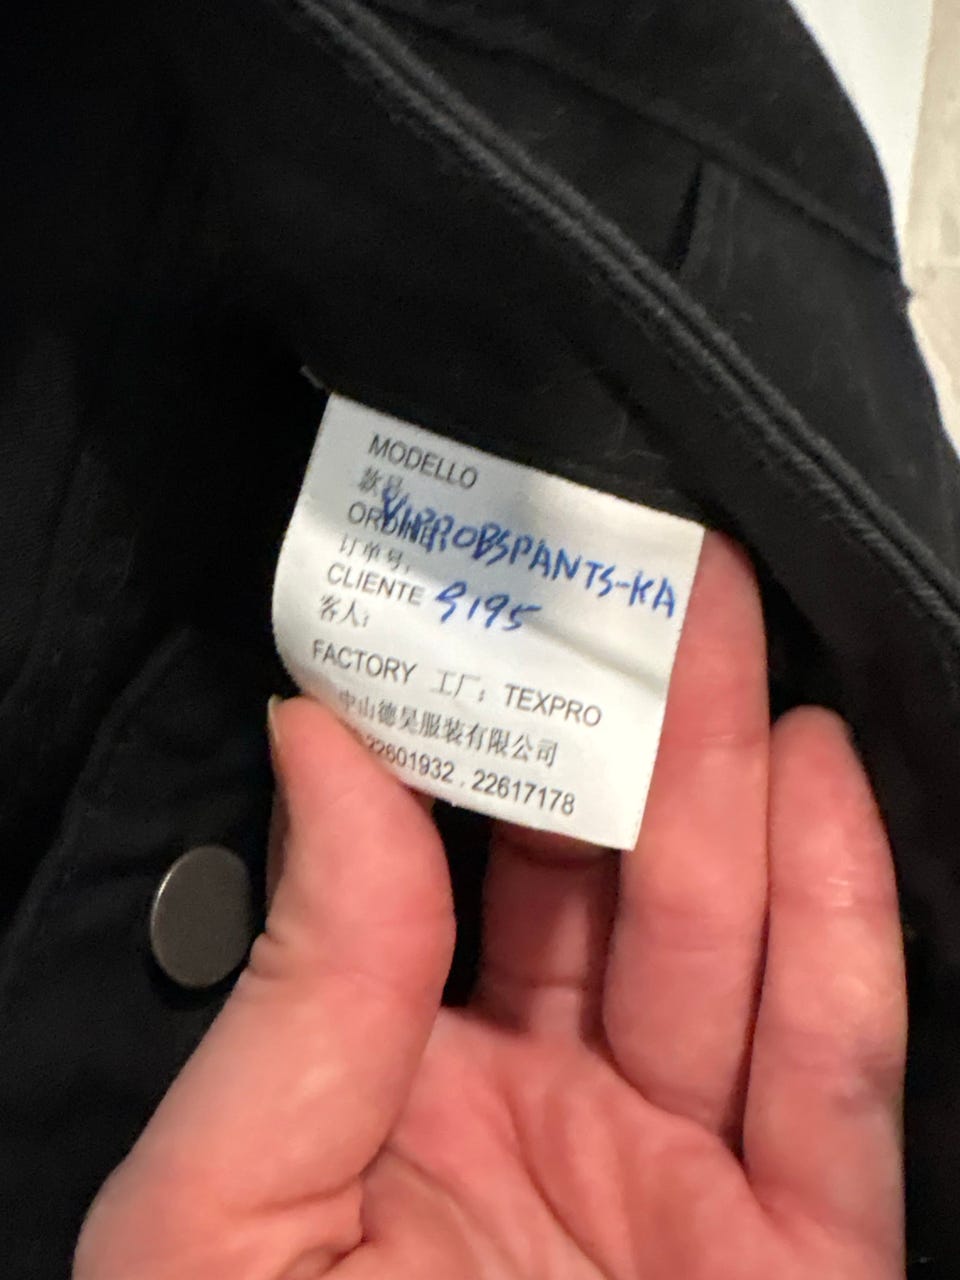 MODELLO
款号:
ORDINE
订单号:
CLIENTE 9195
客人:
FACTORY 工厂: TEXPRO
中山德昊服装有限公司
22601932 . 22617178